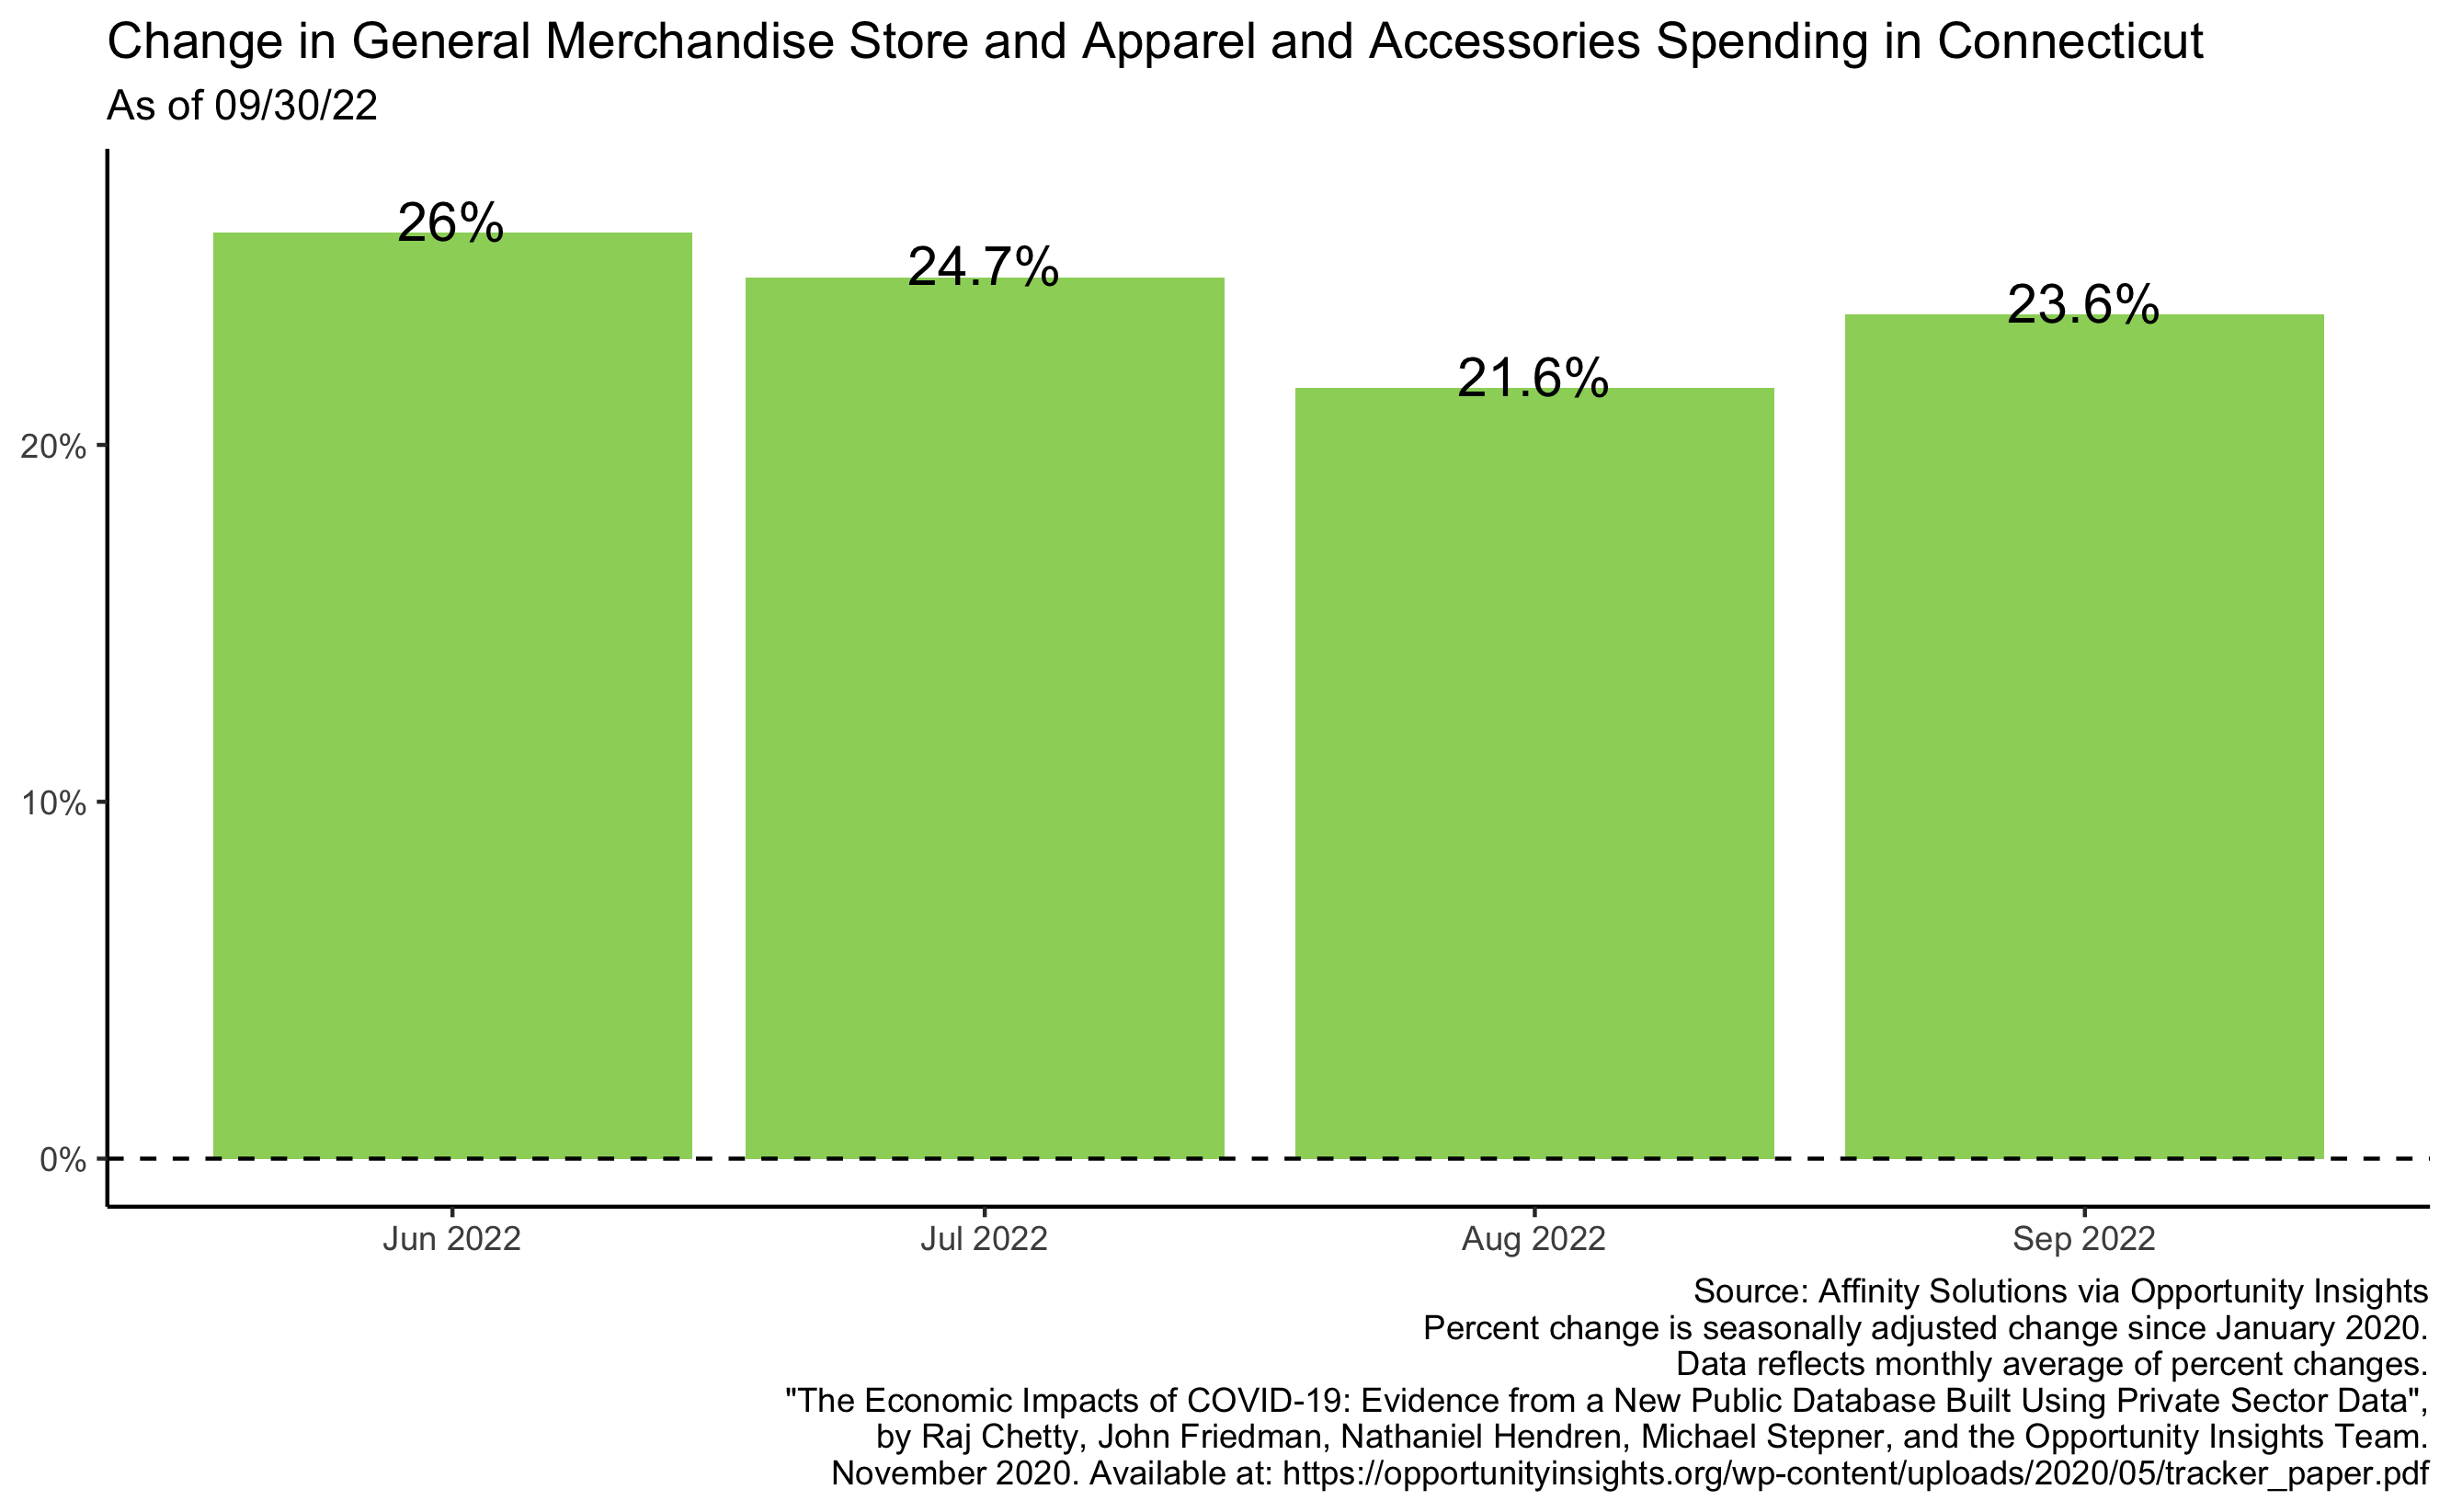 Change in General Merchandise Store and Apparel and Accessories Spending in Connecticut
As of 09/30/22
26%
24.7%
21.6%
23.6%
20%
10%
0%
Jun 2022
Jul 2022
Aug 2022
Sep 2022
Source: Affinity Solutions via Opportunity Insights
Percent change is seasonally adjusted change since January 2020.
Data reflects monthly average of percent changes.
"The Economic Impacts of COVID-19: Evidence from a New Public Database Built Using Private Sector Data",
by Raj Chetty, John Friedman, Nathaniel Hendren, Michael Stepner, and the Opportunity Insights Team.
November 2020. Available at: https://opportunityinsights.org/wp-content/uploads/2020/05/tracker_paper.pdf